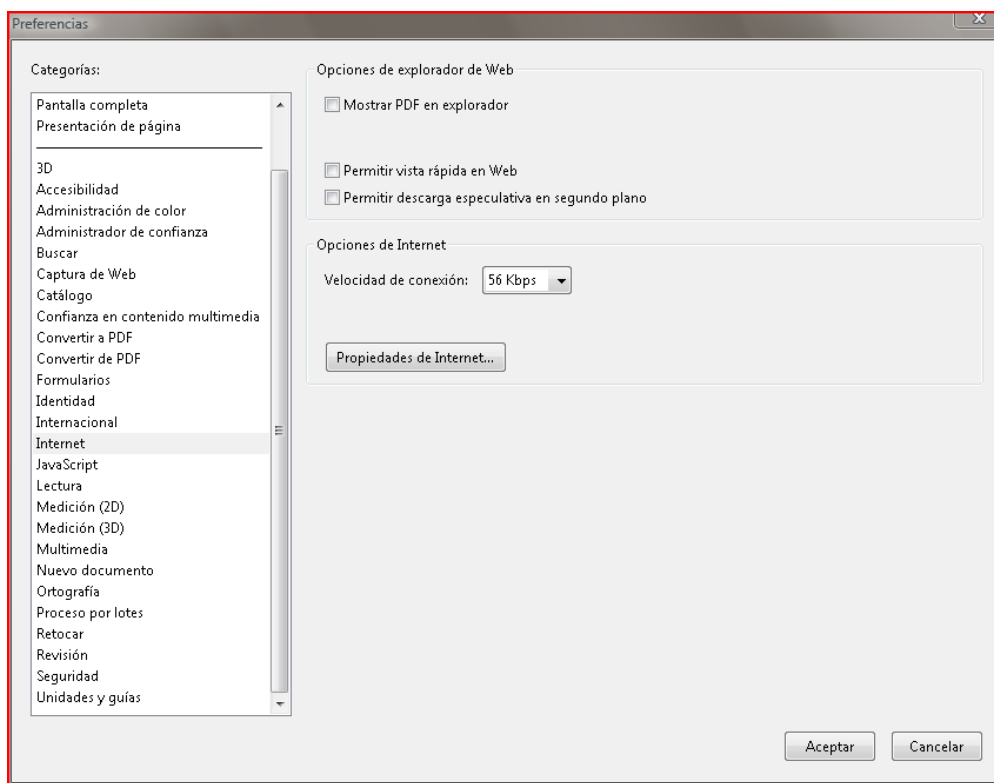 Preferencias
Categorías:
Pantalla completa
Presentación de página
3D
Accesibilidad
Administración de color
Administrador de confianza
Buscar
Captura de Web
Catálogo
Confianza en contenido multimedia
Convertir a PDF
Convertir de PDF
Formularios
Identidad
Internacional
Internet
JavaScript
Lectura
Medición (2D)
Medición (3D)
Multimedia
Nuevo documento
Ortografía
Proceso por lotes
Retocar
Revisión
Seguridad
Unidades y guías
Opciones de explorador de Web
Mostrar PDF en explorador
Permitir vista rápida en Web
Permitir descarga especulativa en segundo plano
Opciones de Internet
Velocidad de conexión: 56 Kbps
Propiedades de Internet...
Aceptar Cancelar